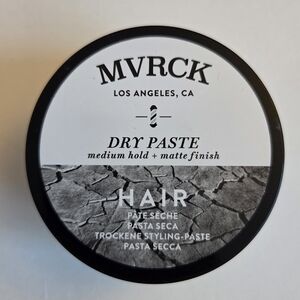 MVRCK
LOS ANGELES, CA
DRY PASTE
medium hold + matte finish
HAIR
PÂTE SÈCHE
PASTA SECA
TROCKENE STYLING-PASTE
PASTA SECCA